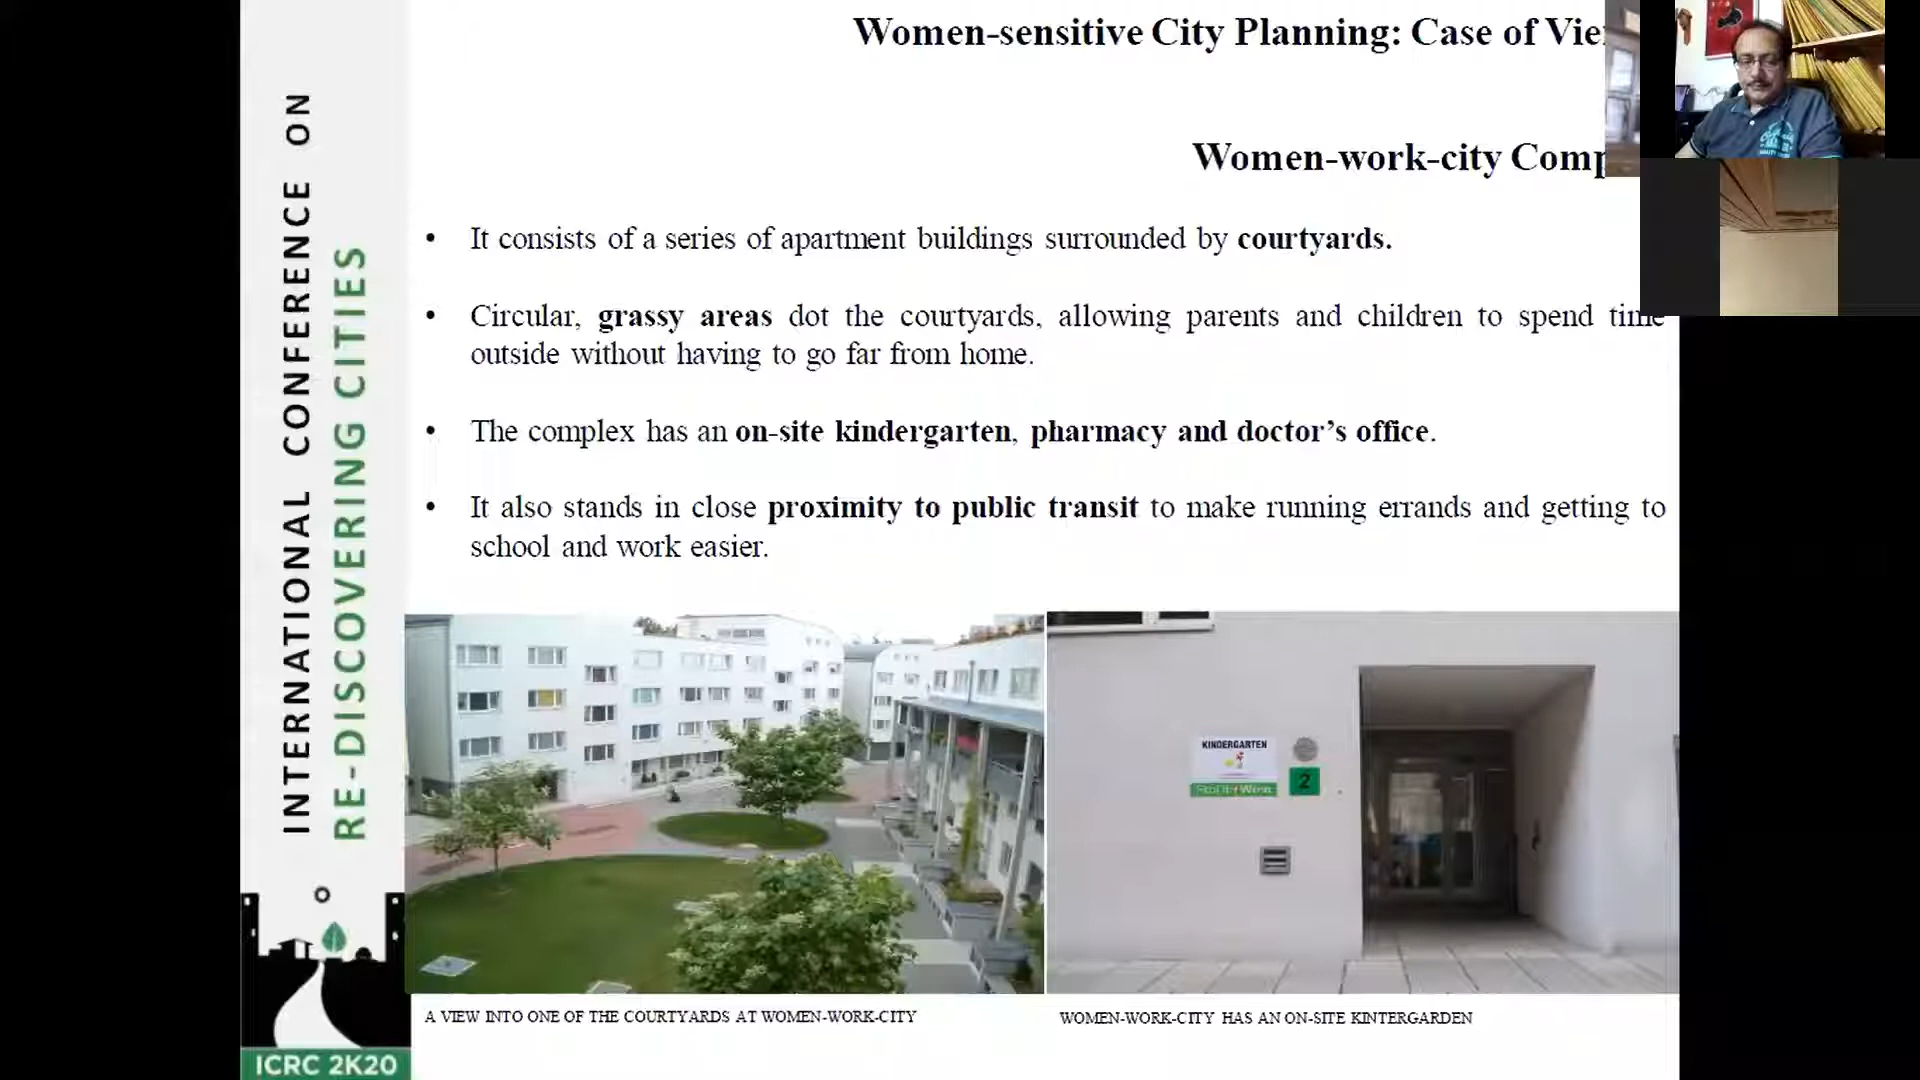 INTERNATIONAL CONFERENCE ON
RE-DISCOVERING CITIES
ICRC 2K20
Women-sensitive City Planning: Case of
Women-work-city
• It consists of a series of apartment buildings surrounded by courtyards.
• Circular, grassy areas dot the courtyards, allowing parents and children to spend time
outside without having to go far from home.
• The complex has an on-site kindergarten, pharmacy and doctor's office.
• It also stands in close proximity to public transit to make running errands and getting to
school and work easier.
KINDERGARTEN
2
A VIEW INTO ONE OF THE COURTYARDS AT WOMEN-WORK-CITY
WOMEN-WORK-CITY HAS AN ON-SITE KINTERGARDEN